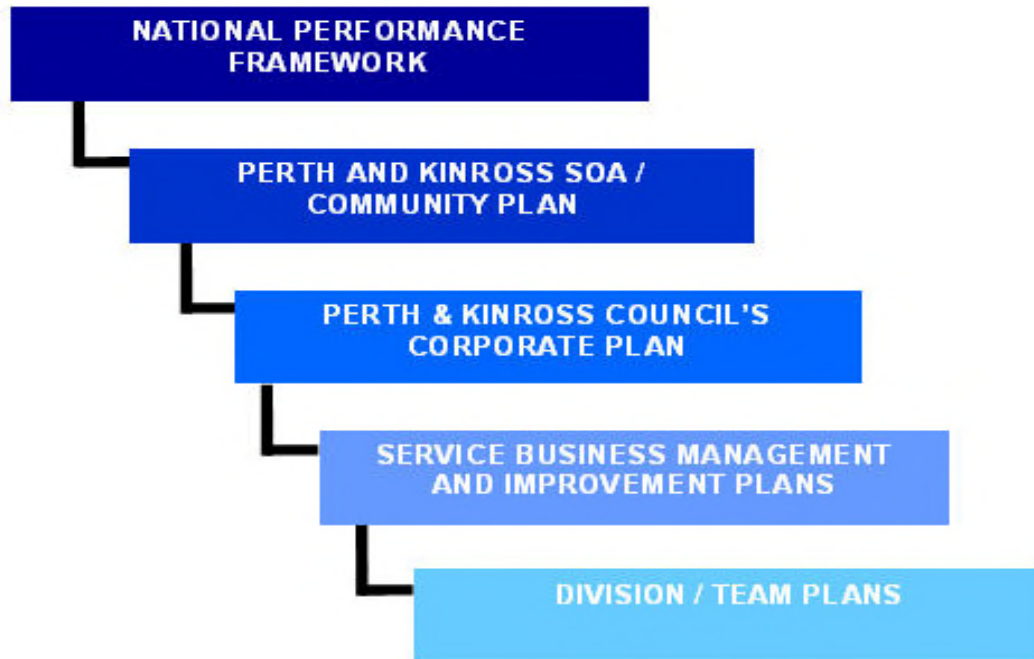 NATIONAL PERFORMANCE
FRAMEWORK
PERTH AND KINROSS SOA /
COMMUNITY PLAN
PERTH & KINROSS COUNCIL'S
CORPORATE PLAN
SERVICE BUSINESS MANAGEMENT
AND IMPROVEMENT PLANS
DIVISION / TEAM PLANS